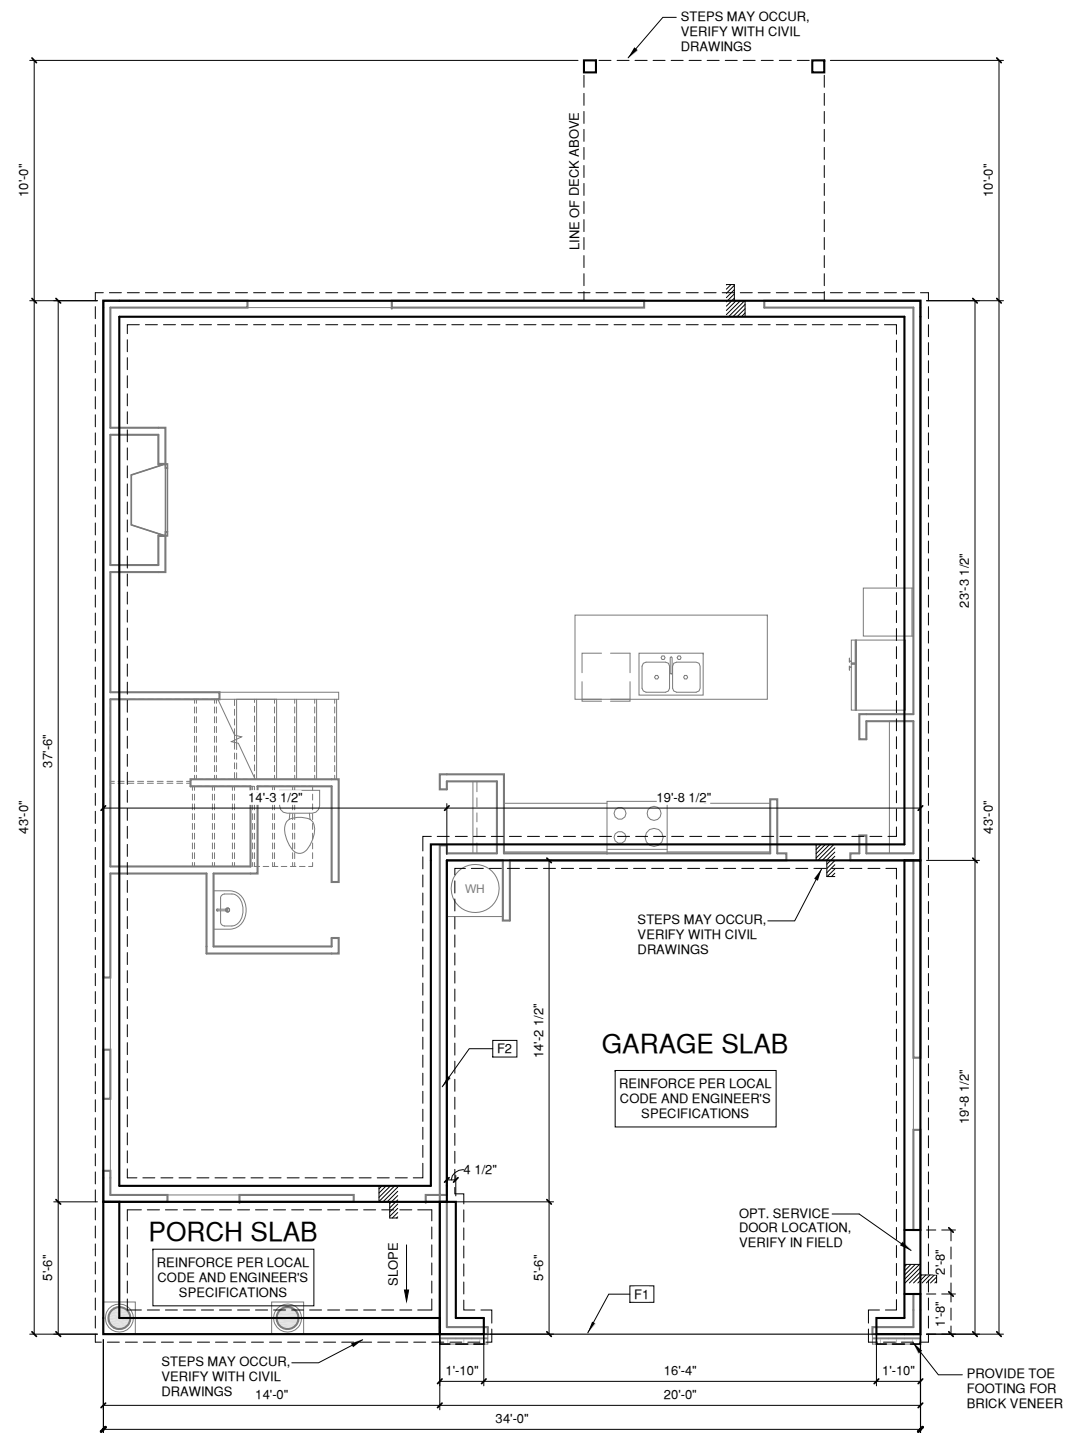 STEPS MAY OCCUR,
VERIFY WITH CIVIL
DRAWINGS
10'-0"
LINE OF DECK ABOVE
10'-0"
23'-3 1/2"
37'-6"
43'-0"
14'-3 1/2"
19'-8 1/2"
43'-0"
WH
STEPS MAY OCCUR,
VERIFY WITH CIVIL
DRAWINGS
14'-2 1/2"
F2
GARAGE SLAB
REINFORCE PER LOCAL
CODE AND ENGINEER'S
SPECIFICATIONS
19'-8 1/2"
4 1/2"
OPT. SERVICE
DOOR LOCATION,
VERIFY IN FIELD
PORCH SLAB
REINFORCE PER LOCAL
CODE AND ENGINEER'S
SPECIFICATIONS
SLOPE
5'-6"
5'-6"
2'-8"
1'-8"
F1
STEPS MAY OCCUR,
VERIFY WITH CIVIL
DRAWINGS
1'-10"
16'-4"
1'-10"
PROVIDE TOE
FOOTING FOR
BRICK VENEER
14'-0"
20'-0"
34'-0"